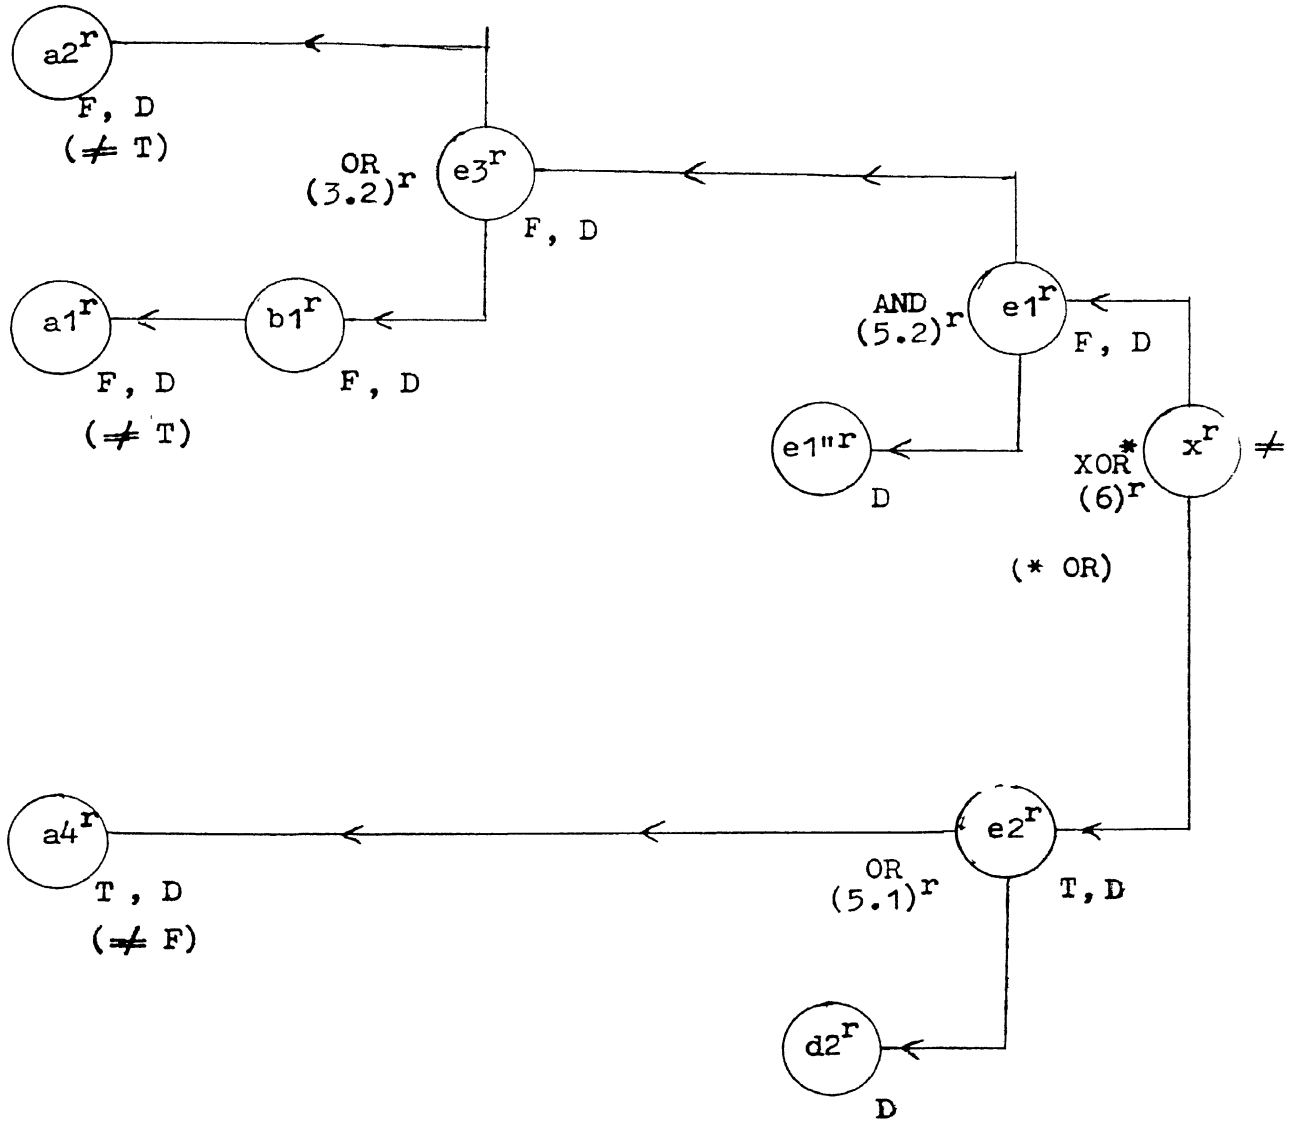 a2ʳ
F, D
(≠ T)
OR
(3.2)ʳ
e3ʳ
F, D
a1ʳ
F, D
(≠ T)
b1ʳ
F, D
AND
(5.2)ʳ
e1ʳ
F, D
e1"ʳ
D
XOR*
(6)ʳ
xʳ
≠
(* OR)
a4ʳ
T, D
(≠ F)
e2ʳ
OR
(5.1)ʳ
T, D
d2ʳ
D